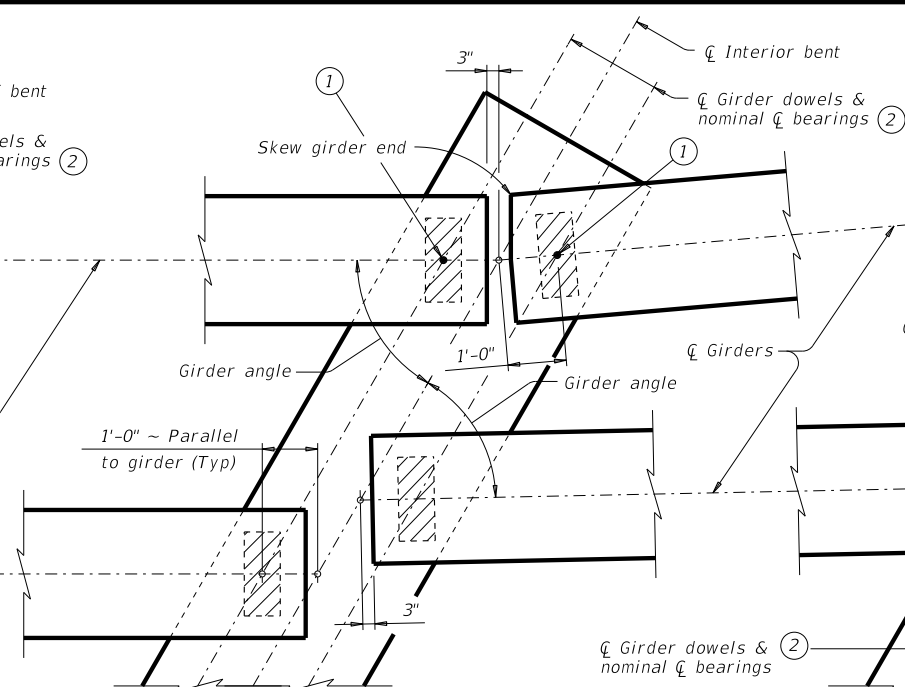 3"
℄ Interior bent
1
bent
℄ Girder dowels &
nominal ℄ bearings 2
els &
arings 2
Skew girder end
1
1'-0"
℄ Girders
Girder angle
Girder angle
1'-0" ~ Parallel
to girder (Typ)
3"
℄ Girder dowels & 2
nominal ℄ bearings